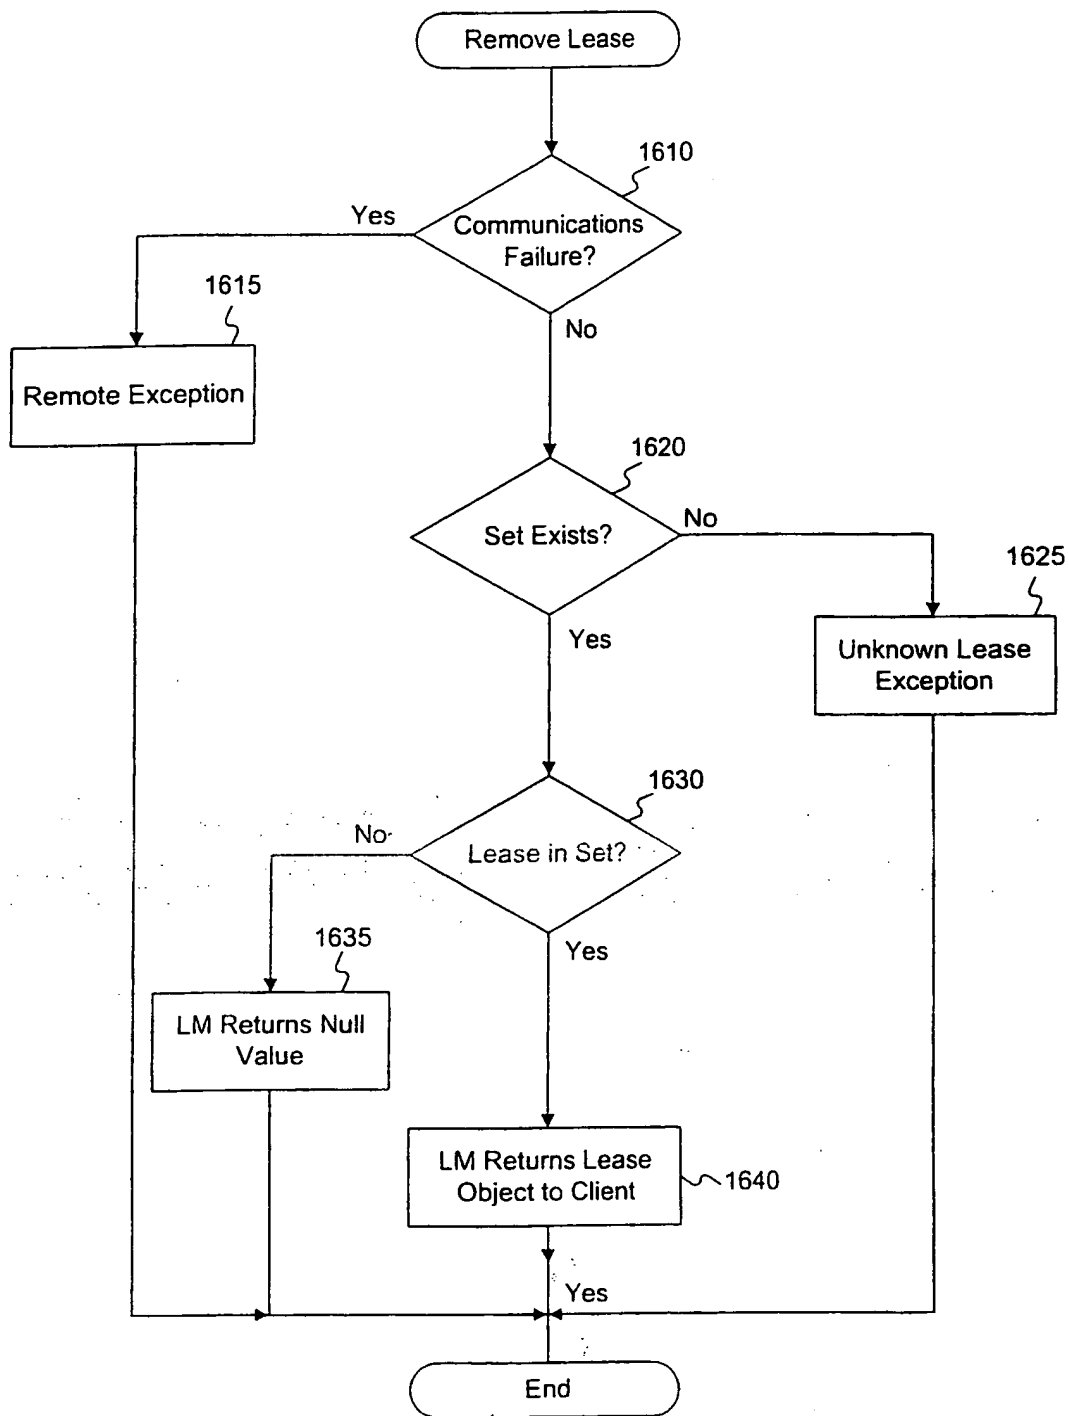 Remove Lease
1610
Communications
Failure?
Yes
No
1615
Remote Exception
1620
Set Exists?
No
Yes
1625
Unknown Lease
Exception
1630
Lease in Set?
No
Yes
1635
LM Returns Null
Value
LM Returns Lease
Object to Client
1640
Yes
End